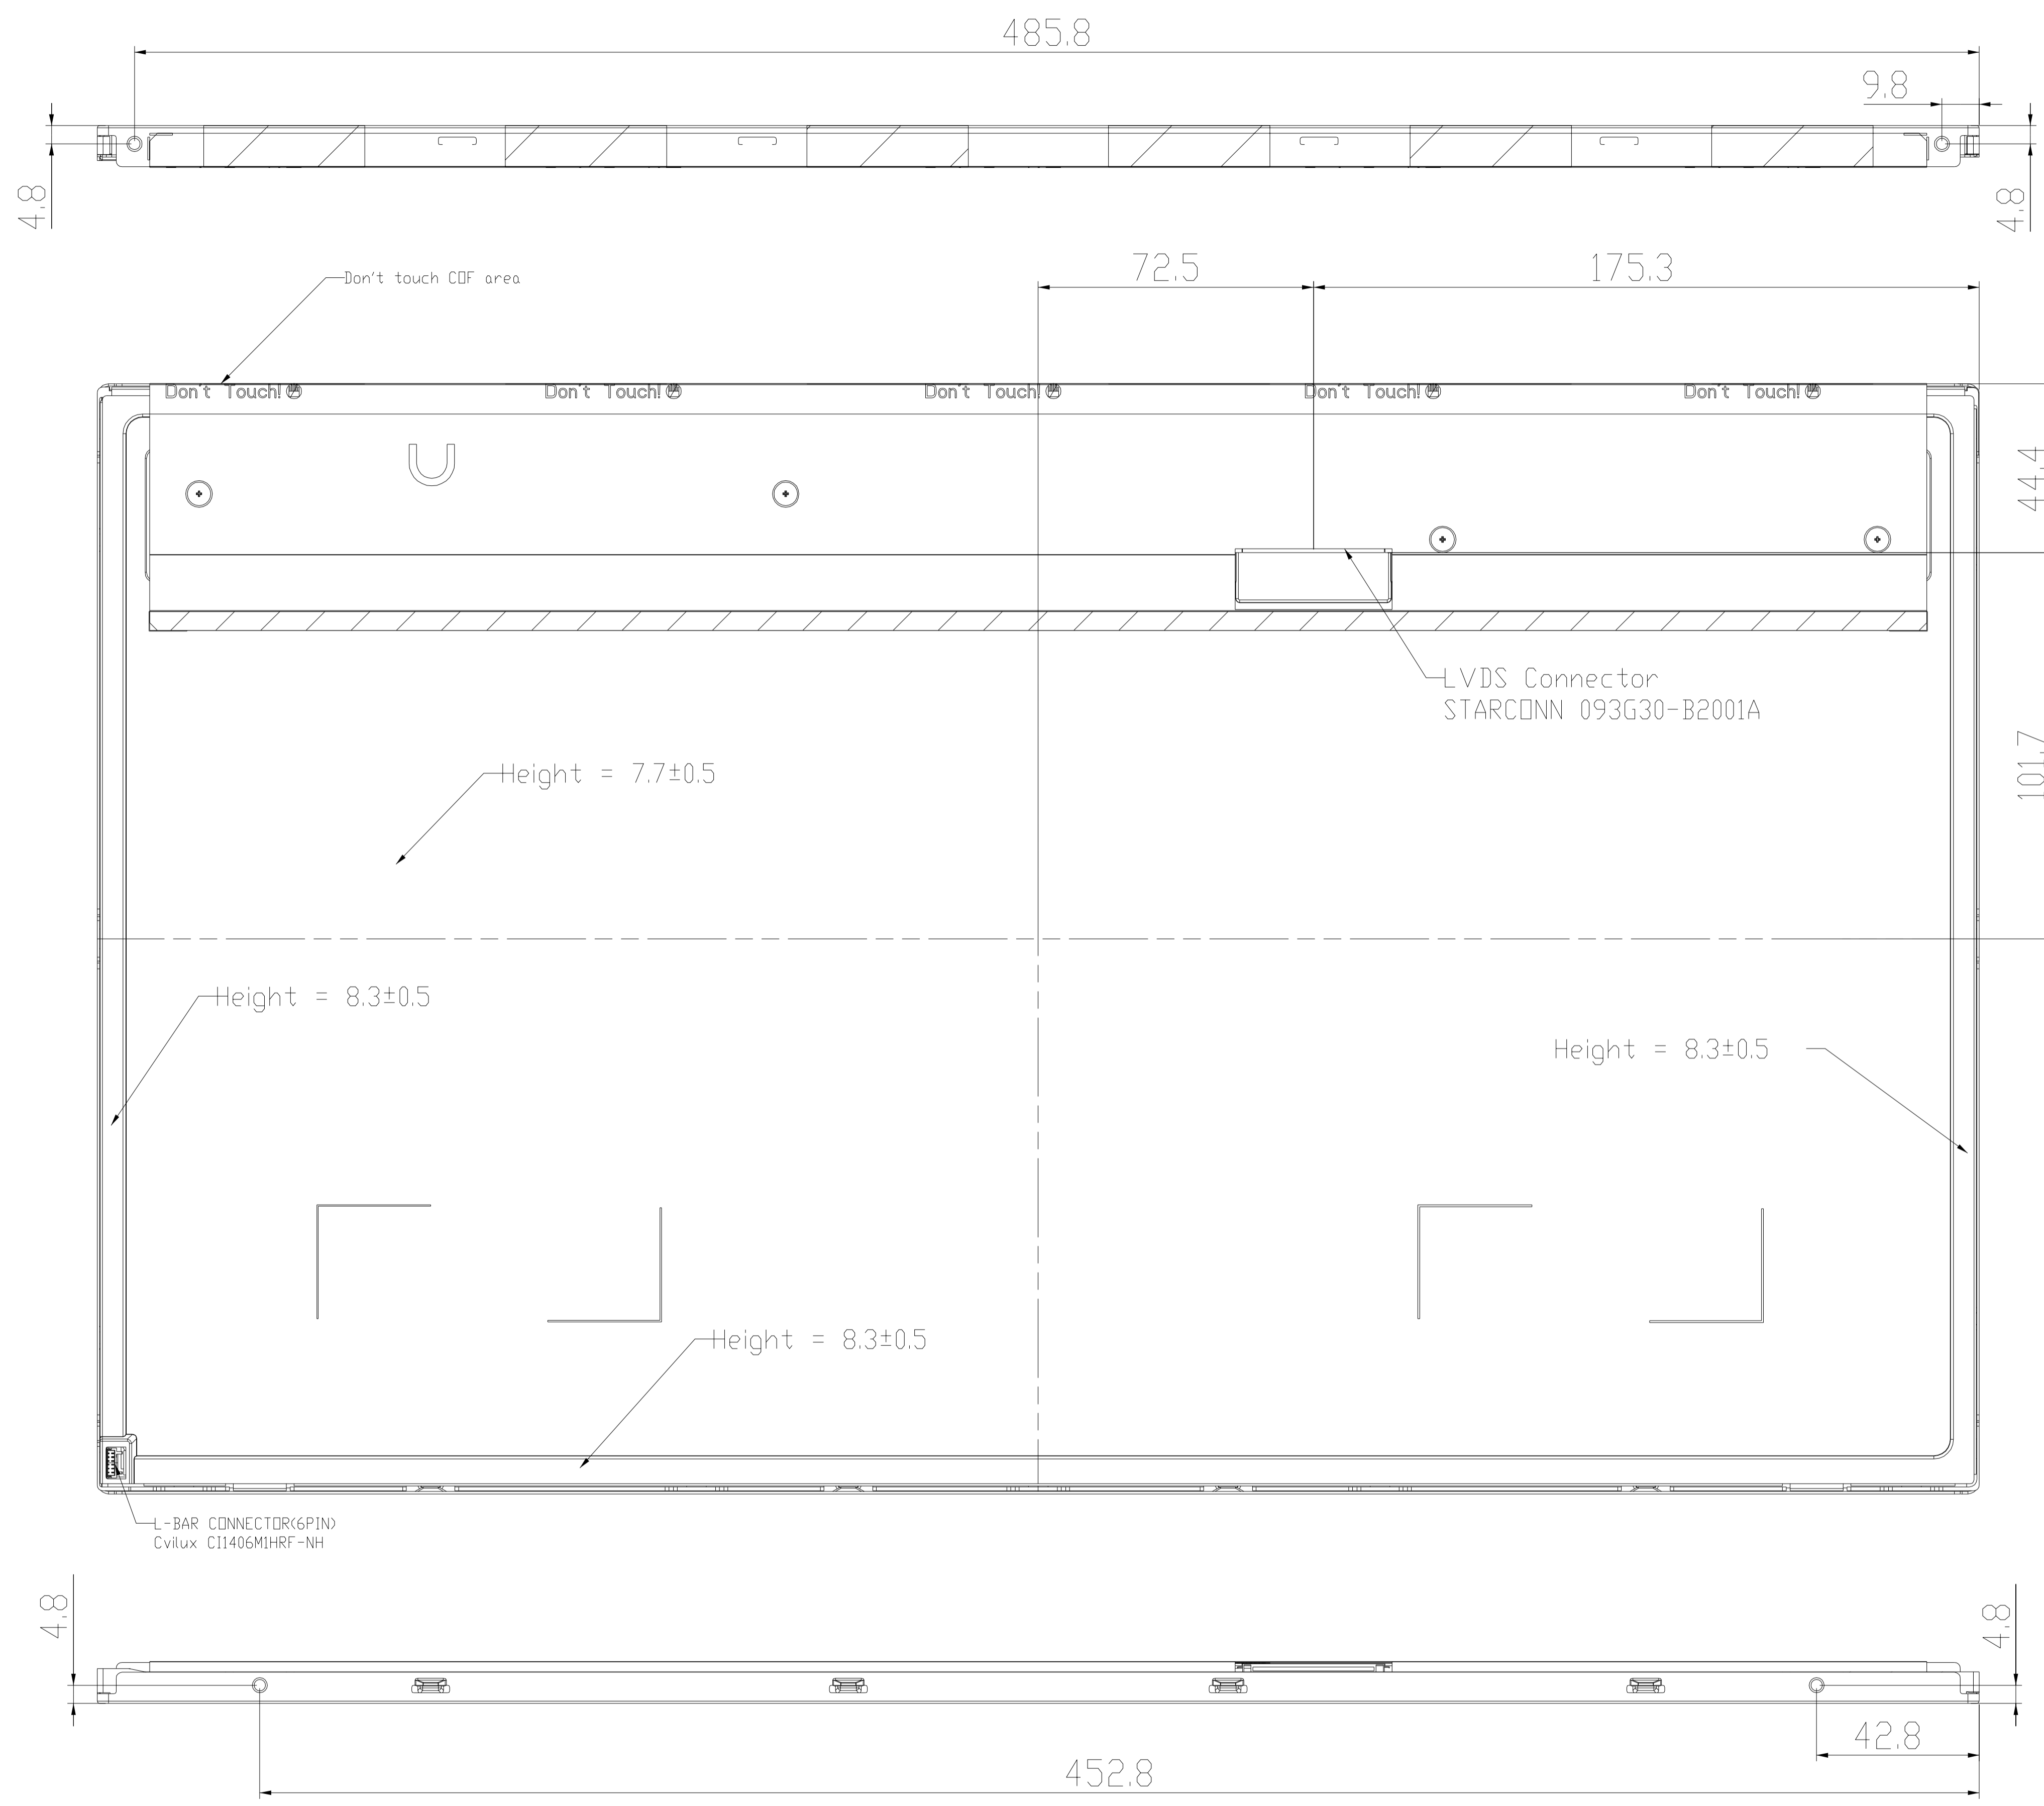 485.8
9.8
4.8
4.8
72.5
175.3
Don't touch COF area
Don't Touch!
Don't Touch!
Don't Touch!
Don't Touch!
Don't Touch!
44.4
LVDS Connector
STARCONN 093G30-B2001A
101.7
Height = 7.7±0.5
Height = 8.3±0.5
Height = 8.3±0.5
Height = 8.3±0.5
L-BAR CONNECTOR(6PIN)
Cvilux CI1406M1HRF-NH
4.8
4.8
42.8
452.8